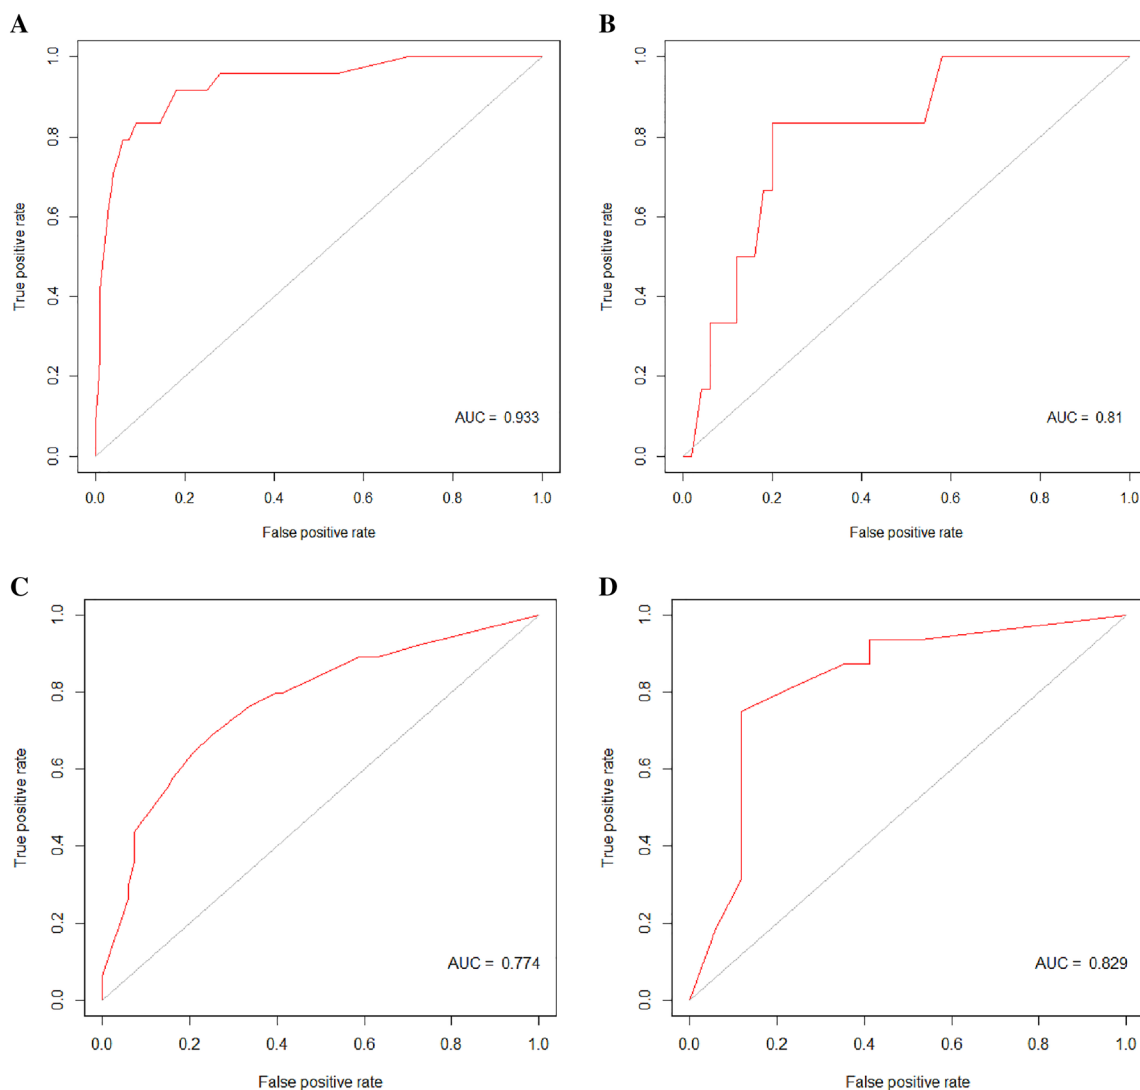 A
True positive rate
1.0
0.8
0.6
0.4
0.2
0.0
AUC = 0.933
0.0 0.2 0.4 0.6 0.8 1.0
False positive rate
B
True positive rate
1.0
0.8
0.6
0.4
0.2
0.0
AUC = 0.81
0.0 0.2 0.4 0.6 0.8 1.0
False positive rate
C
True positive rate
1.0
0.8
0.6
0.4
0.2
0.0
AUC = 0.774
0.0 0.2 0.4 0.6 0.8 1.0
False positive rate
D
True positive rate
1.0
0.8
0.6
0.4
0.2
0.0
AUC = 0.829
0.0 0.2 0.4 0.6 0.8 1.0
False positive rate